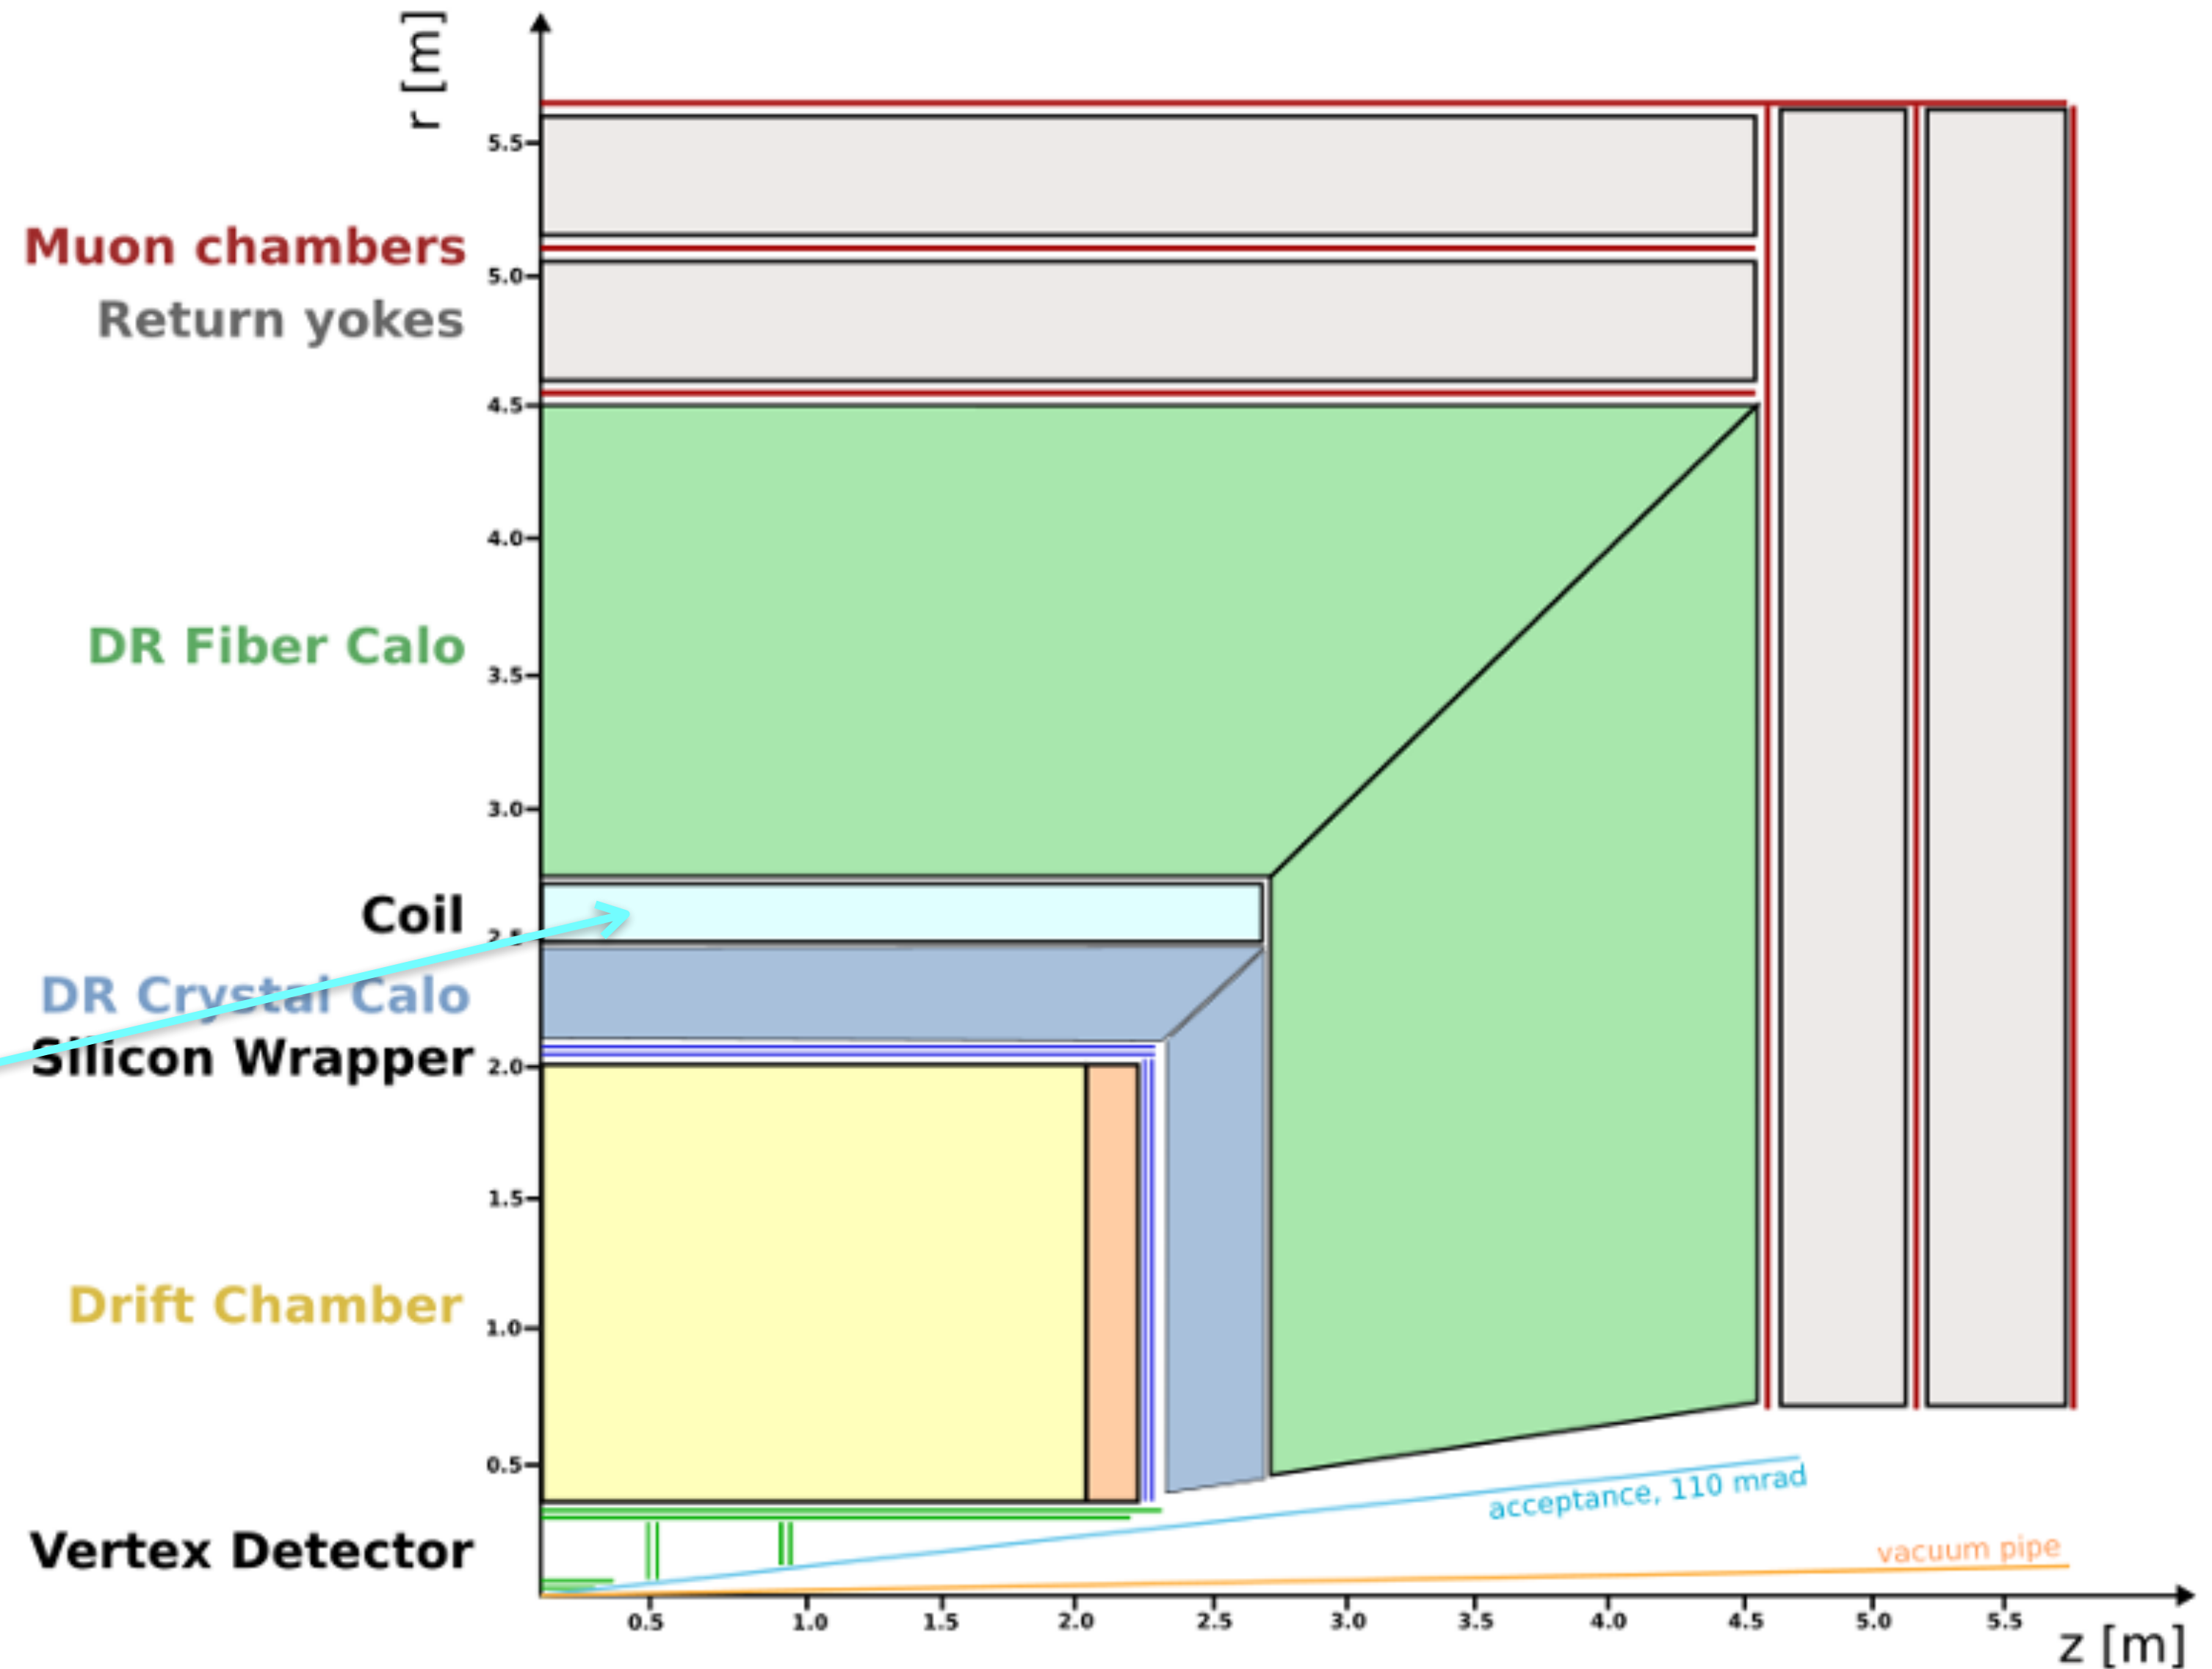 r [m]
5.5
Muon chambers
5.0
Return yokes
4.5
4.0
DR Fiber Calo
3.5
3.0
Coil
2.5
DR Crystal Calo
Silicon Wrapper
2.0
1.5
Drift Chamber
1.0
0.5
acceptance, 110 mrad
Vertex Detector
vacuum pipe
0.5 1.0 1.5 2.0 2.5 3.0 3.5 4.0 4.5 5.0 5.5
z [m]